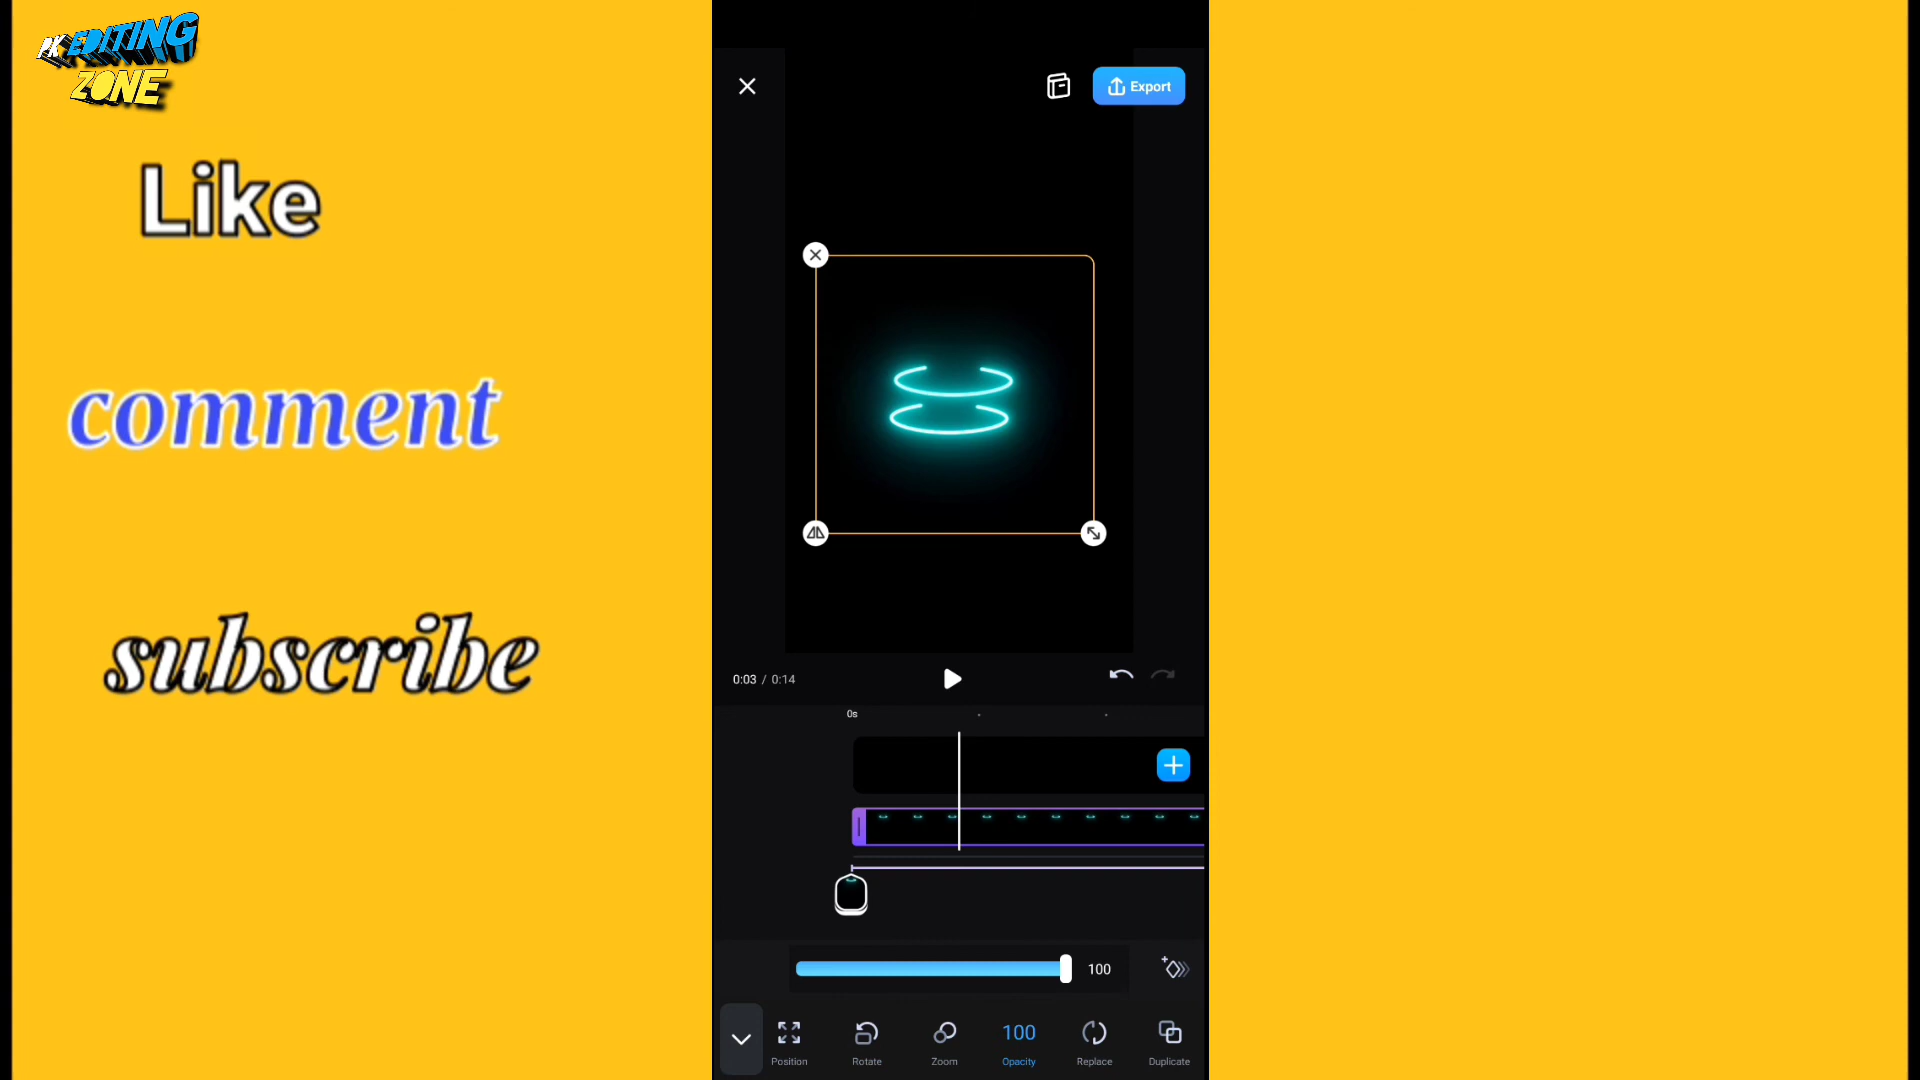 PK EDITING
ZONE
Like
comment
subscribe
Export
0:03 / 0:14
0s
100
100
Position
Rotate
Zoom
Opacity
Replace
Duplicate